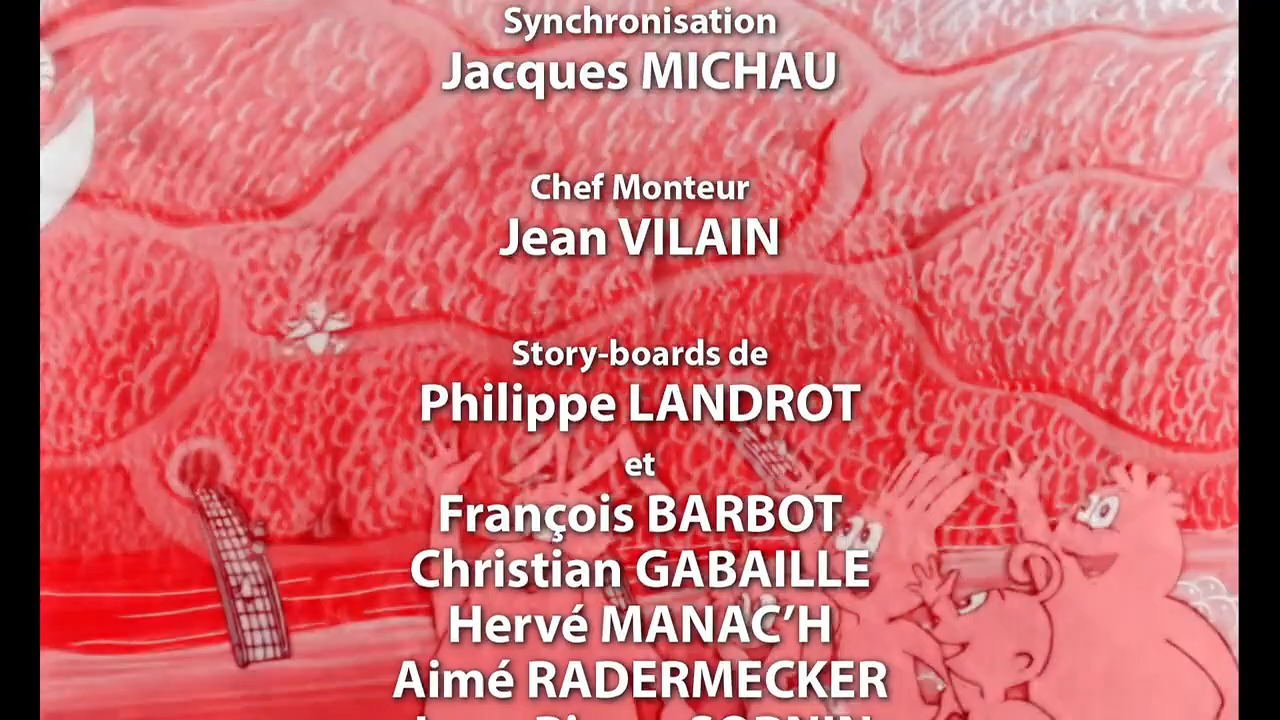 Synchronisation
Jacques MICHAU
Chef Monteur
Jean VILAIN
Story-boards de
Philippe LANDROT
et
François BARBOT
Christian GABAILLE
Hervé MANAC’H
Aimé RADERMECKER